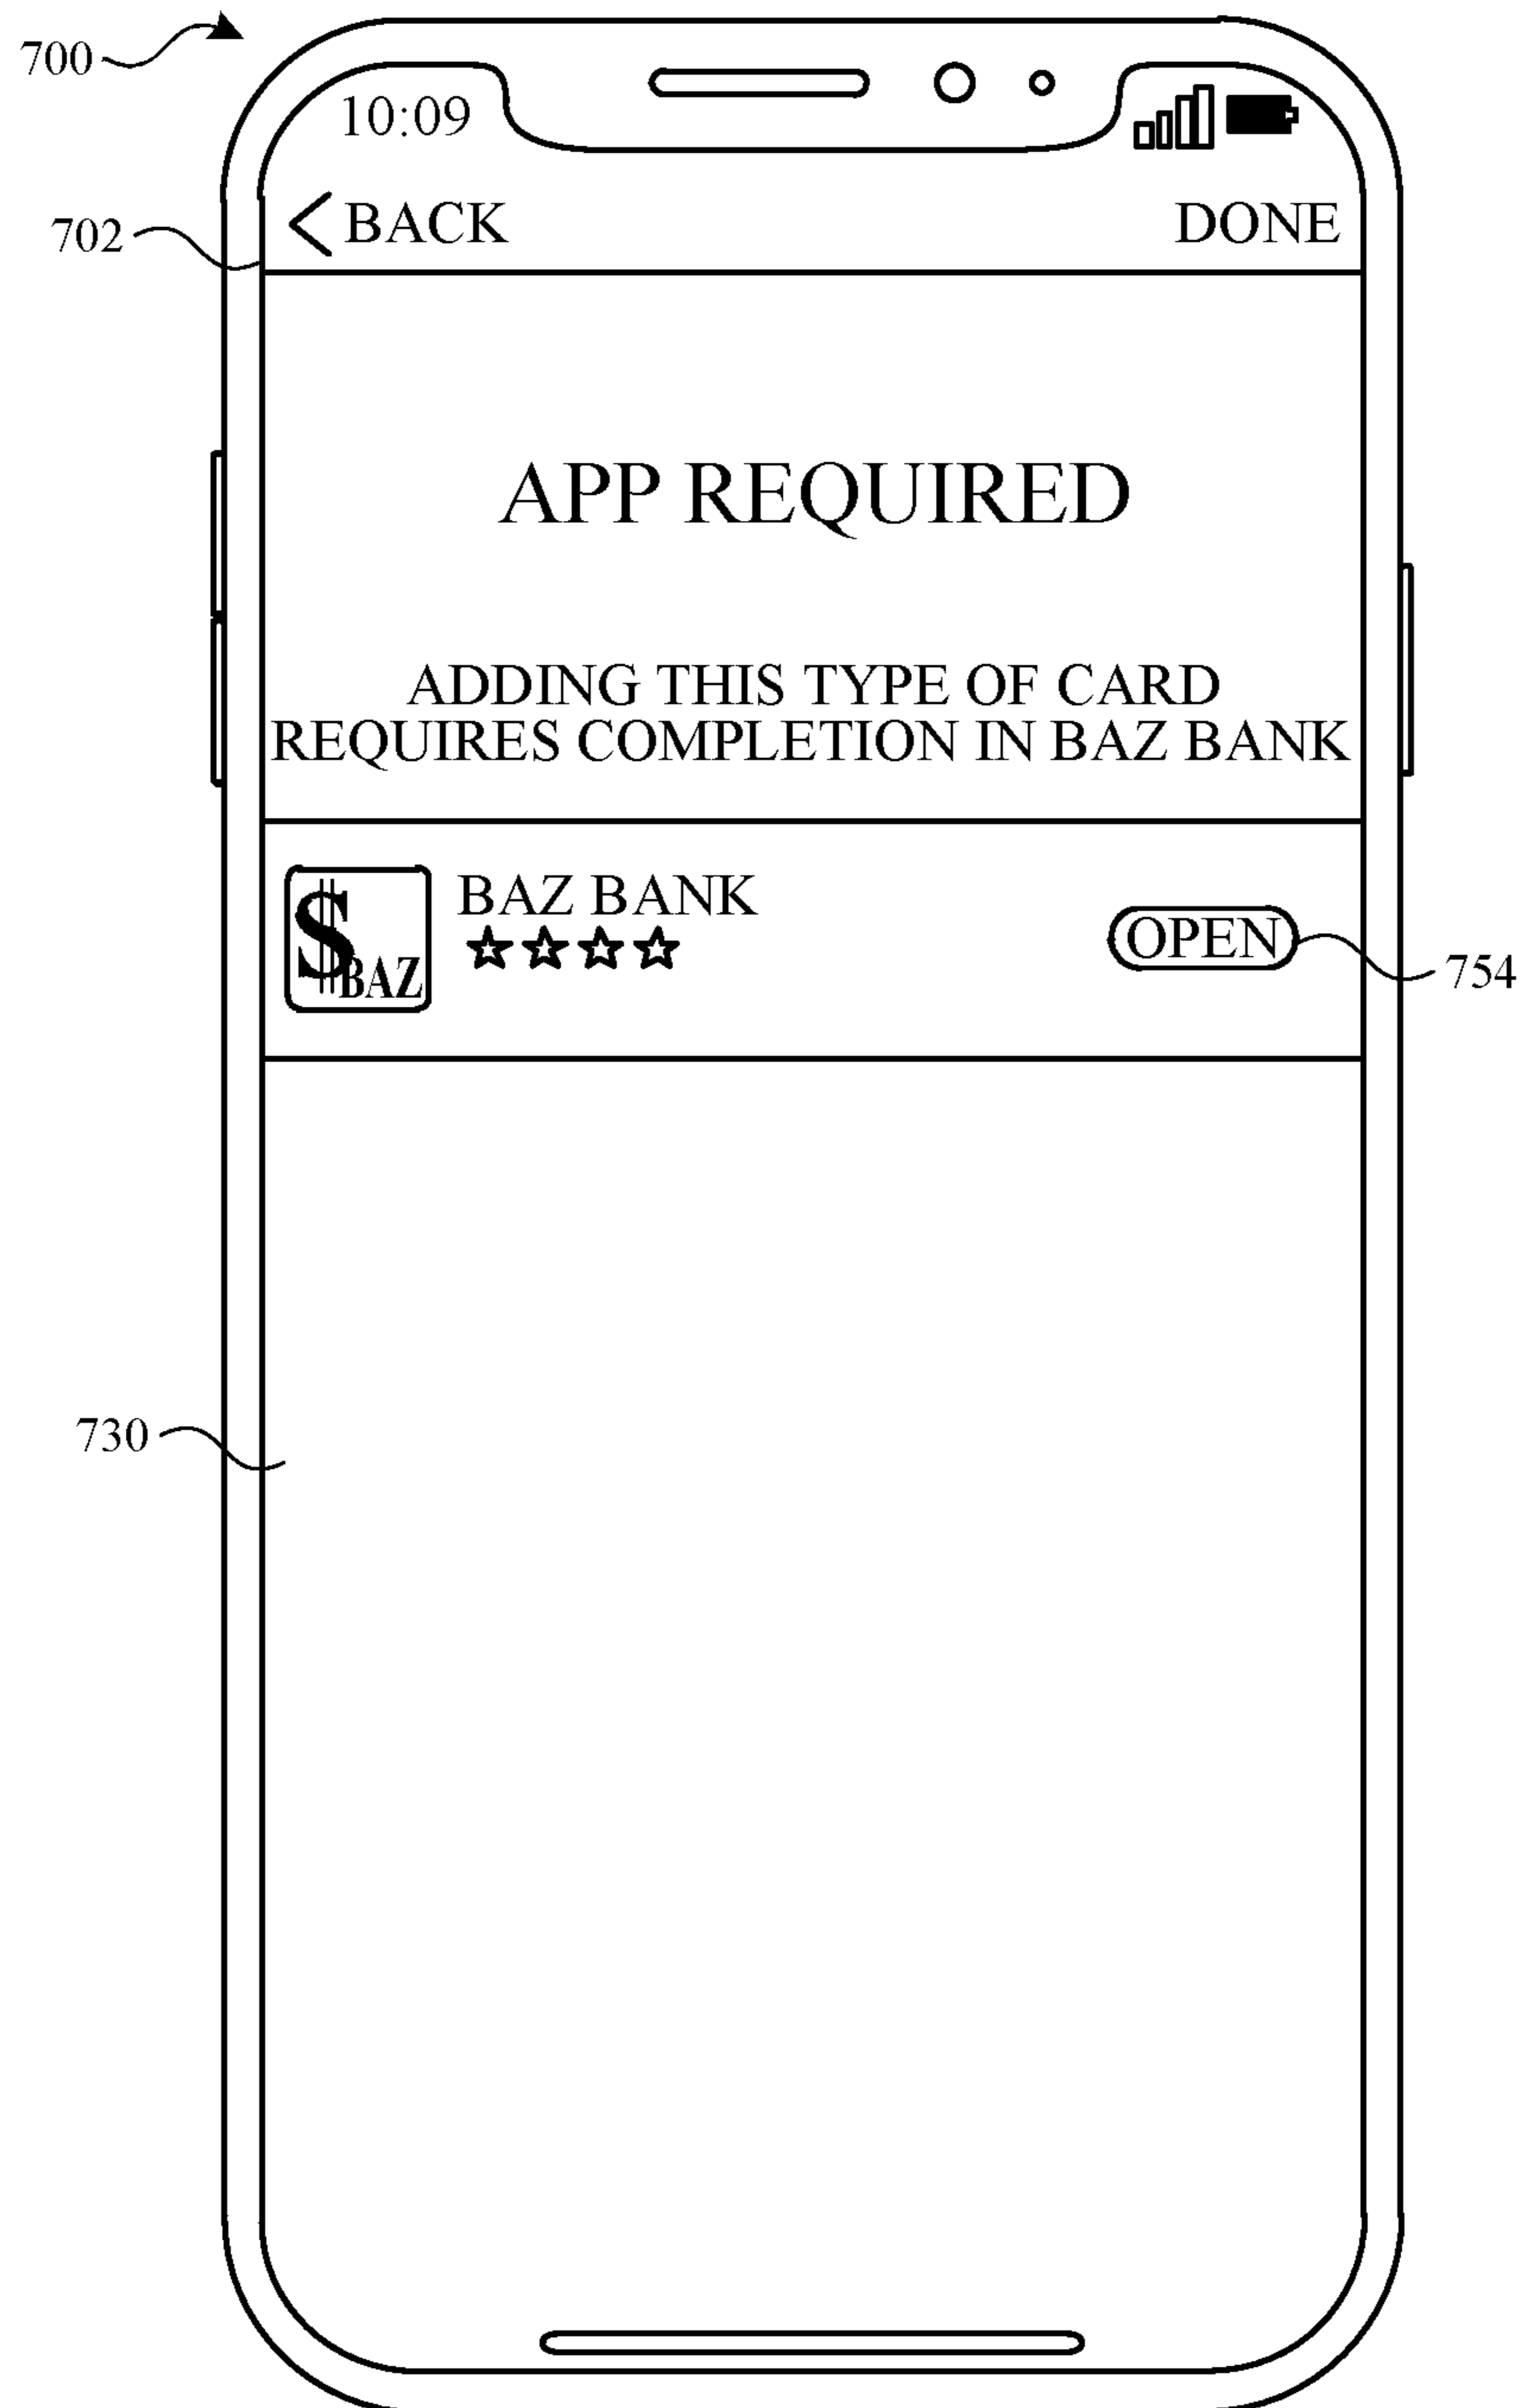 700
10:09
702
BACK
DONE
APP REQUIRED
ADDING THIS TYPE OF CARD
REQUIRES COMPLETION IN BAZ BANK
$
BAZ
BAZ BANK
OPEN
754
730